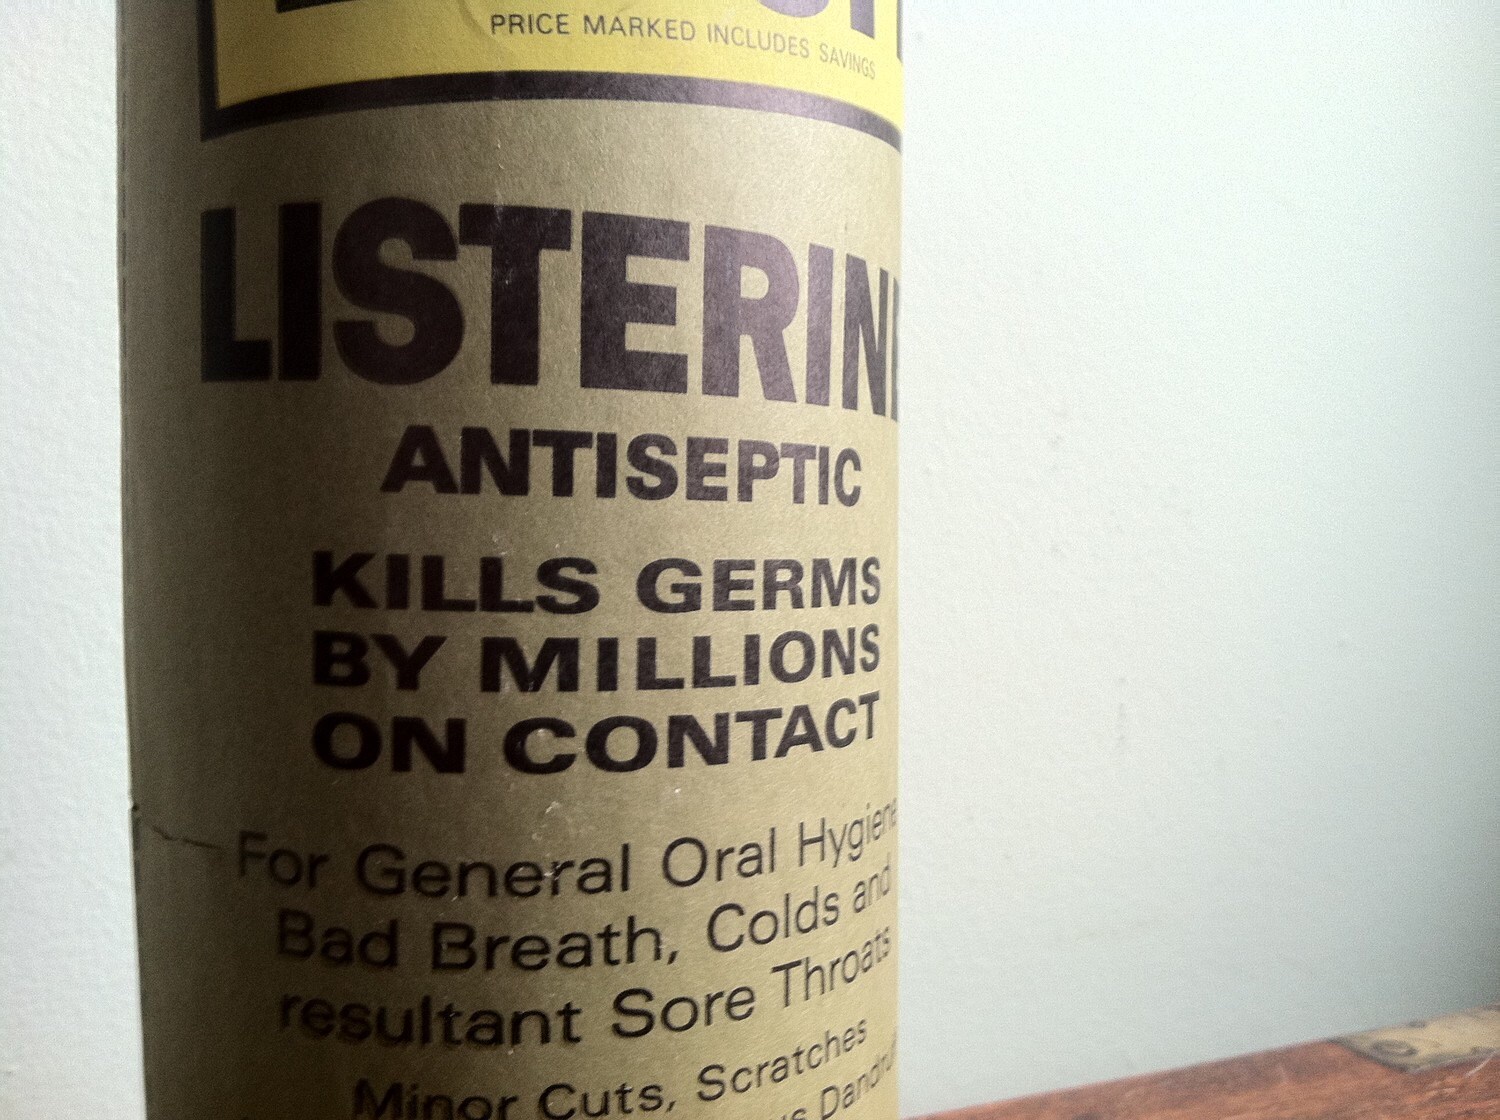 PRICE MARKED INCLUDES SAVINGS
LISTERIN
ANTISEPTIC
KILLS GERMS
BY MILLIONS
ON CONTACT
For General Oral Hygiene
Bad Breath, Colds and
resultant Sore Throats
Minor Cuts, Scratches